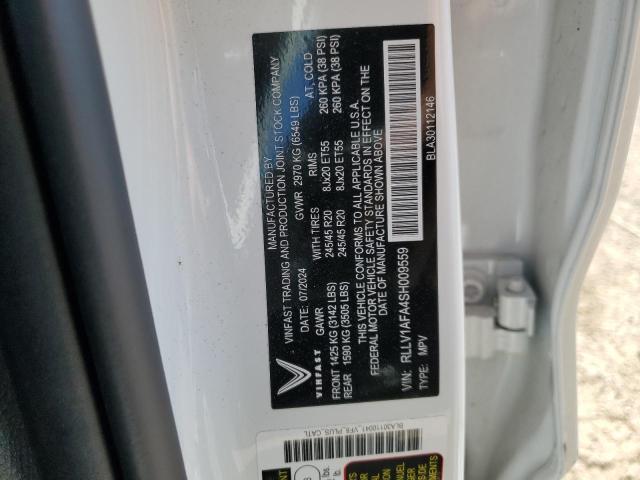 MANUFACTURED BY
VINFAST TRADING AND PRODUCTION JOINT STOCK COMPANY
DATE: 07/2024 GVWR 2970 KG (6549 LBS)
GAWR WITH TIRES RIMS AT, COLD
FRONT 1425 KG (3142 LBS) 245/45 R20 8Jx20 ET55 260 KPA (38 PSI)
REAR 1590 KG (3505 LBS) 245/45 R20 8Jx20 ET55 260 KPA (38 PSI)
THIS VEHICLE CONFORMS TO ALL APPLICABLE U.S.A.
FEDERAL MOTOR VEHICLE SAFETY STANDARDS IN EFFECT ON THE
DATE OF MANUFACTURE SHOWN ABOVE.
VIN: RLLV1AFA4SH009559
TYPE: MPV
BLA30112146
VINFAST
BLA30110041_VF8_PLUS_CATL